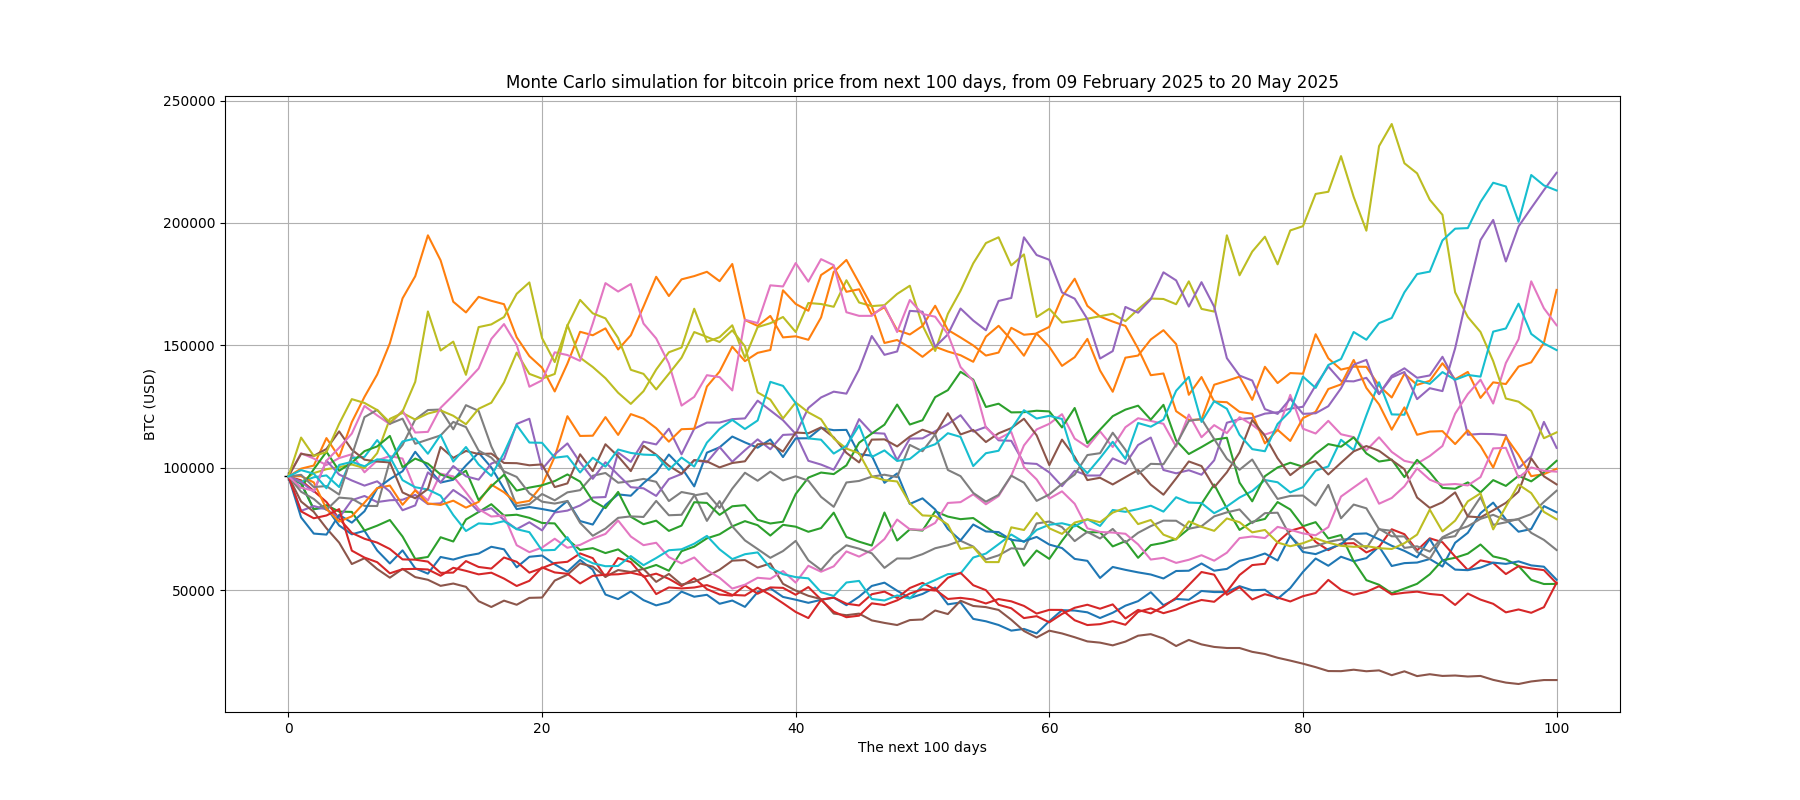 Monte Carlo simulation for bitcoin price from next 100 days, from 09 February 2025 to 20 May 2025
250000
200000
150000
100000
50000
BTC (USD)
0 20 40 60 80 100
The next 100 days